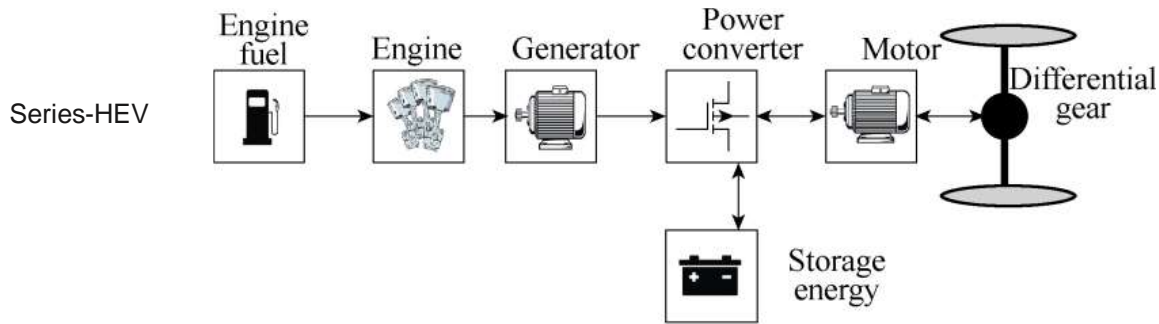 Series-HEV
Engine
fuel
Engine
Generator
Power
converter
Motor
Differential
gear
Storage
energy